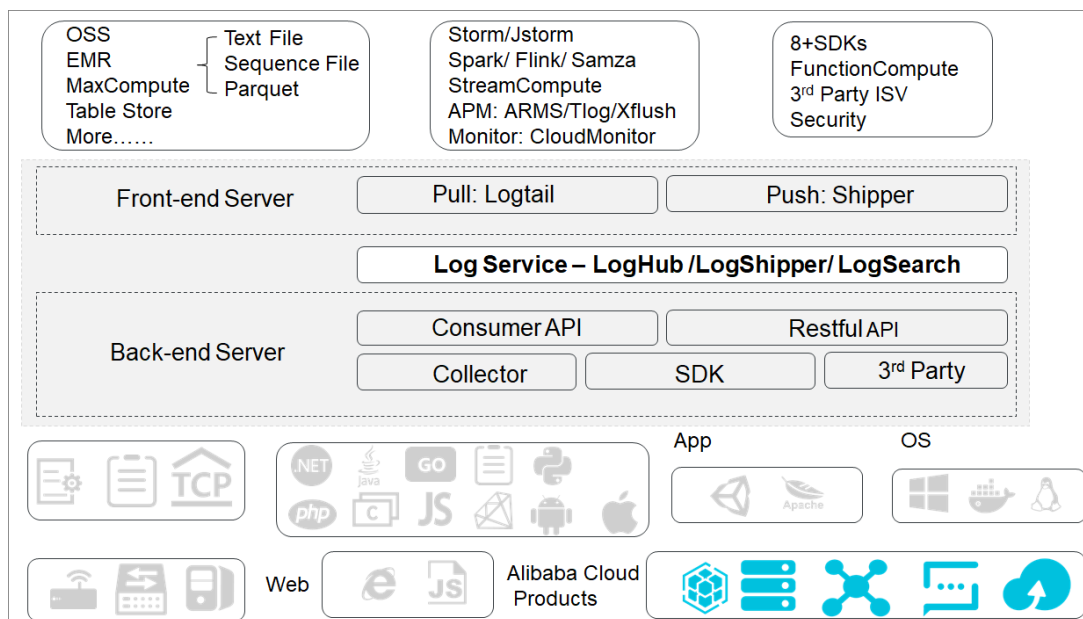 OSS
EMR
MaxCompute
Table Store
More……
Text File
Sequence File
Parquet
Storm/Jstorm
Spark/ Flink/ Samza
StreamCompute
APM: ARMS/Tlog/Xflush
Monitor: CloudMonitor
8+SDKs
FunctionCompute
3rd Party ISV
Security
Front-end Server
Pull: Logtail
Push: Shipper
Log Service – LogHub /LogShipper/ LogSearch
Back-end Server
Consumer API
Restful API
Collector
SDK
3rd Party
TCP
.NET
Java
GO
php
C
JS
App
Apache
OS
Web
JS
Alibaba Cloud
Products